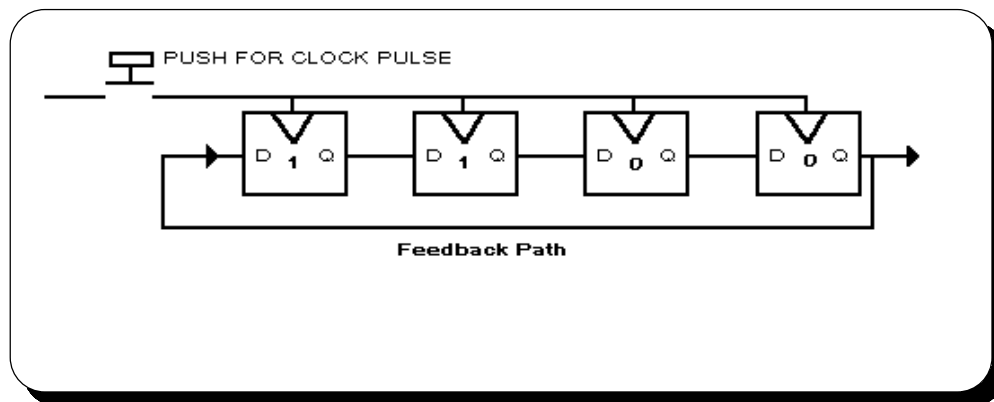 PUSH FOR CLOCK PULSE
D 1 Q D 1 Q D 0 Q D 0 Q
Feedback Path